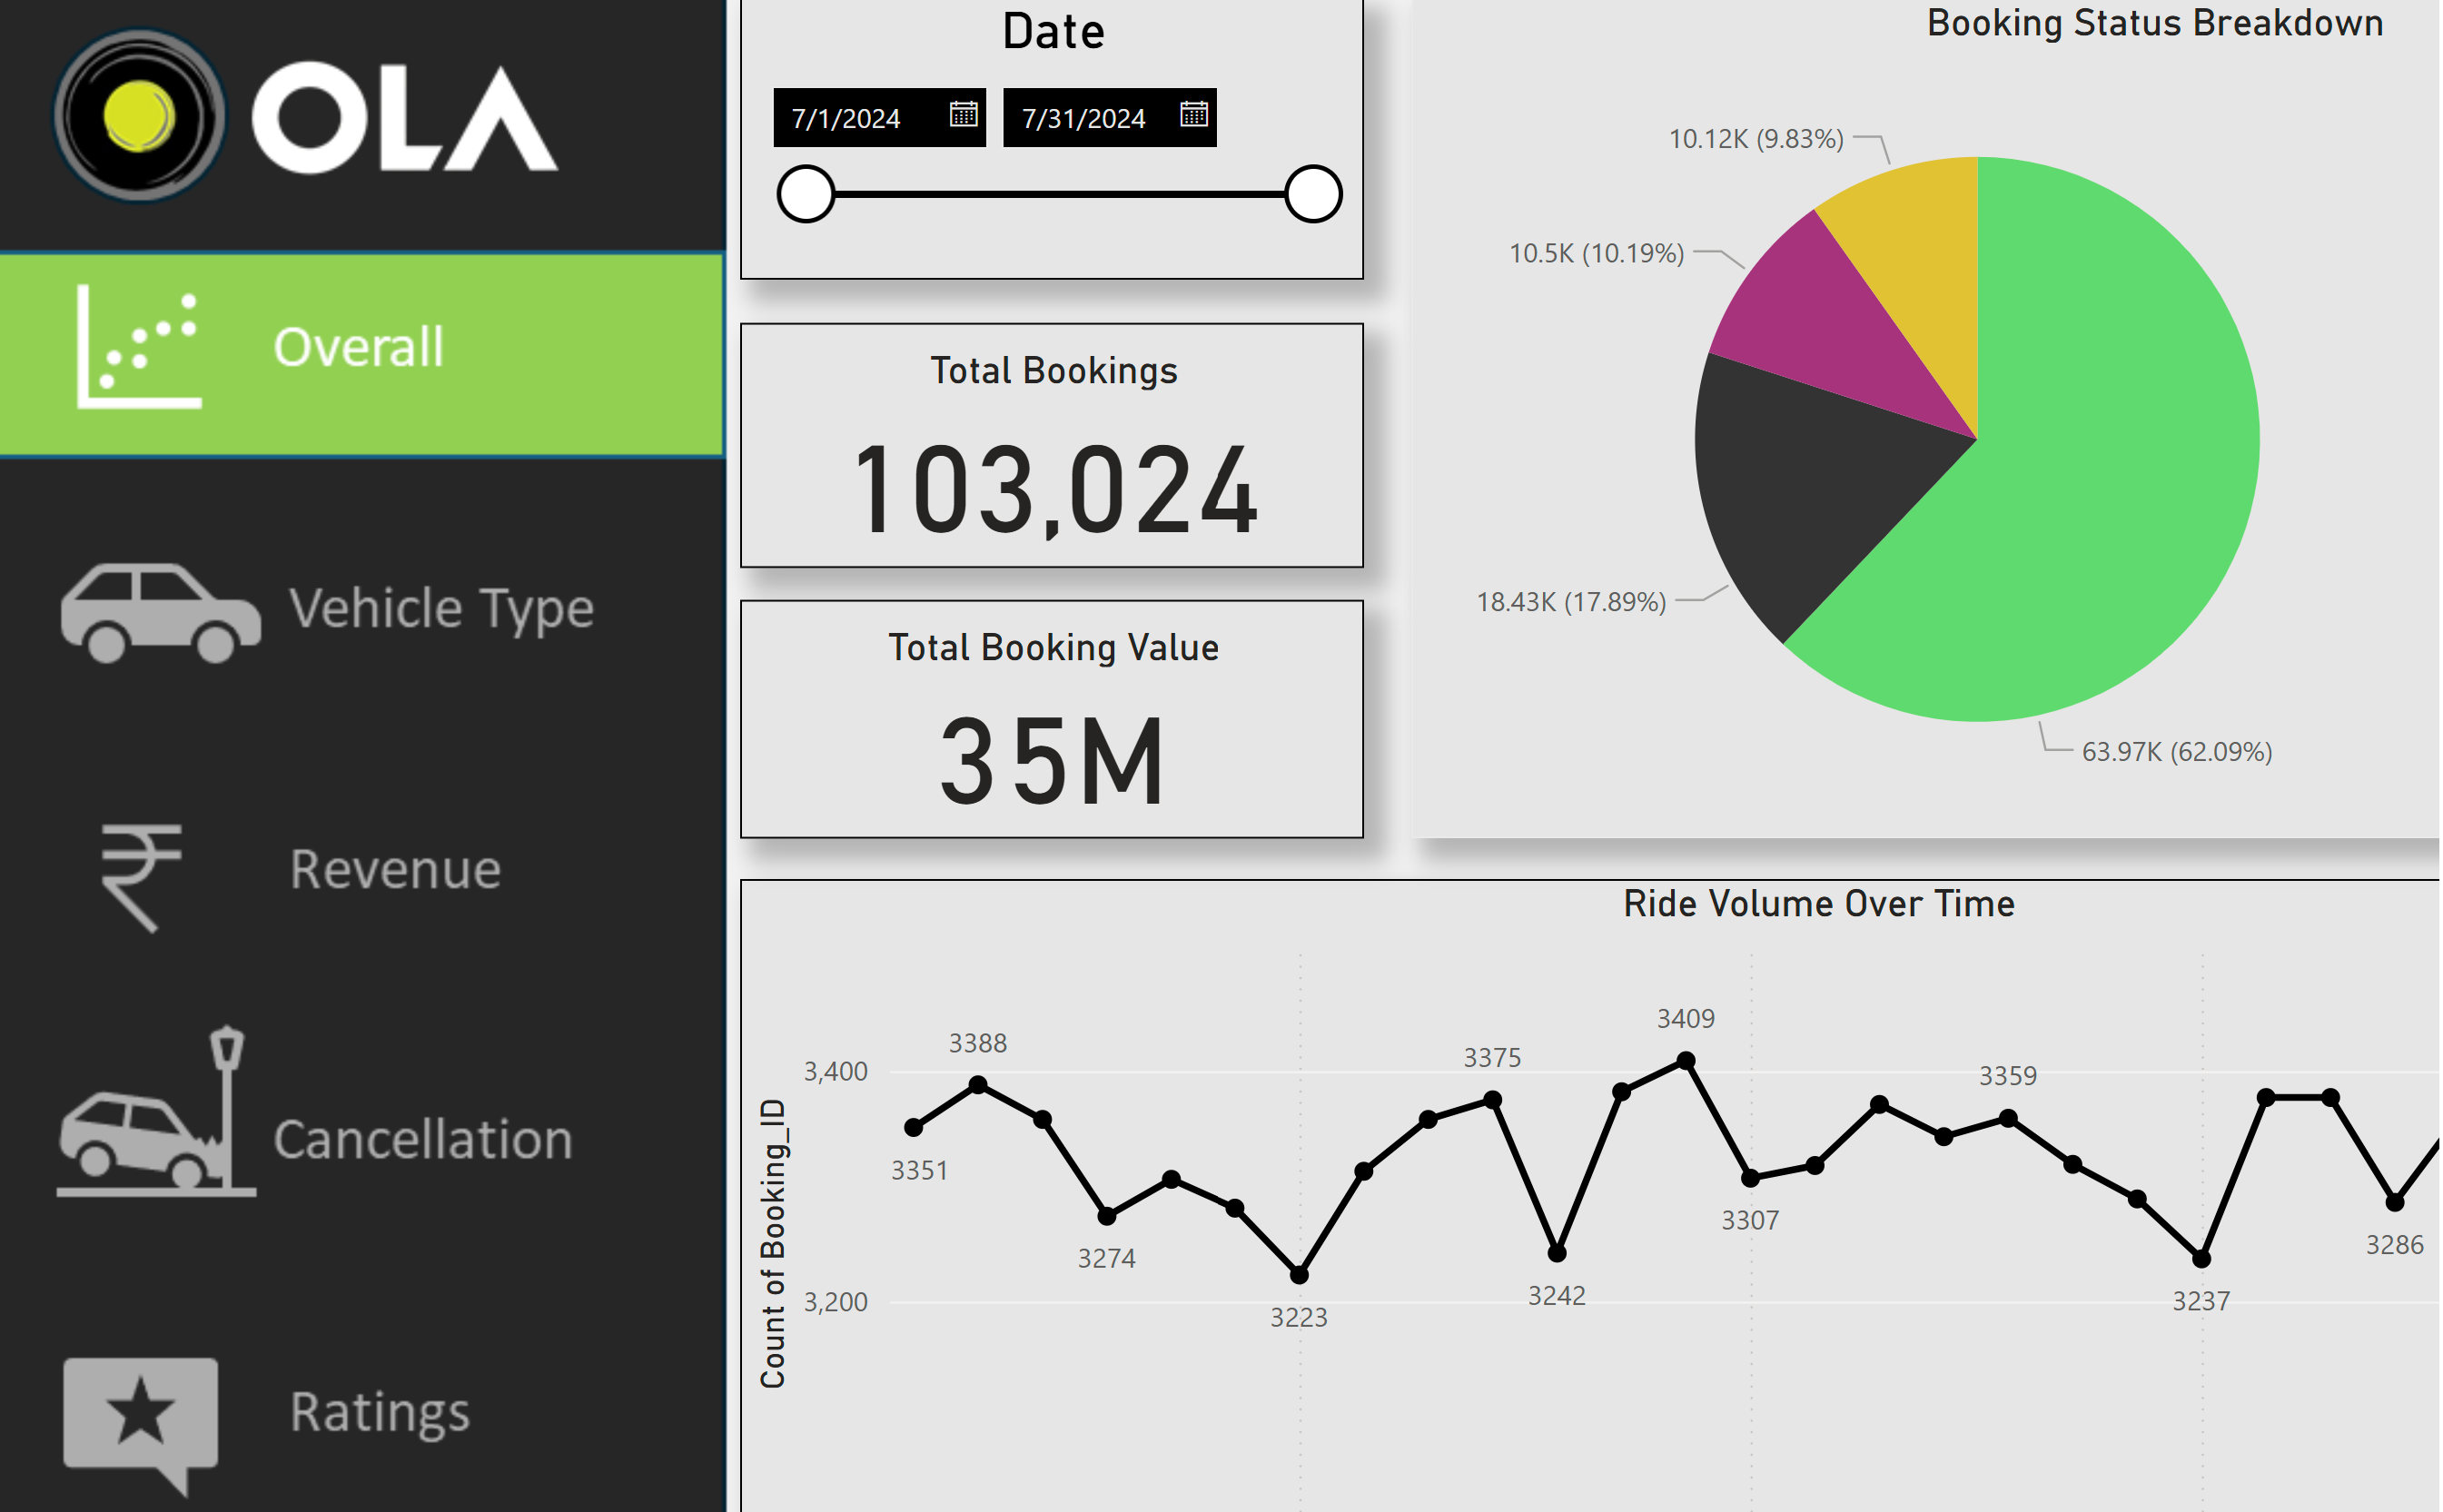 OLA
Overall
Vehicle Type
₹
Revenue
Cancellation
Ratings
Date
7/1/2024
7/31/2024
Total Bookings
103,024
Total Booking Value
35M
Booking Status Breakdown
10.12K (9.83%)
10.5K (10.19%)
18.43K (17.89%)
63.97K (62.09%)
Ride Volume Over Time
Count of Booking_ID
3,400
3,200
3351
3388
3274
3223
3375
3242
3409
3307
3359
3237
3286